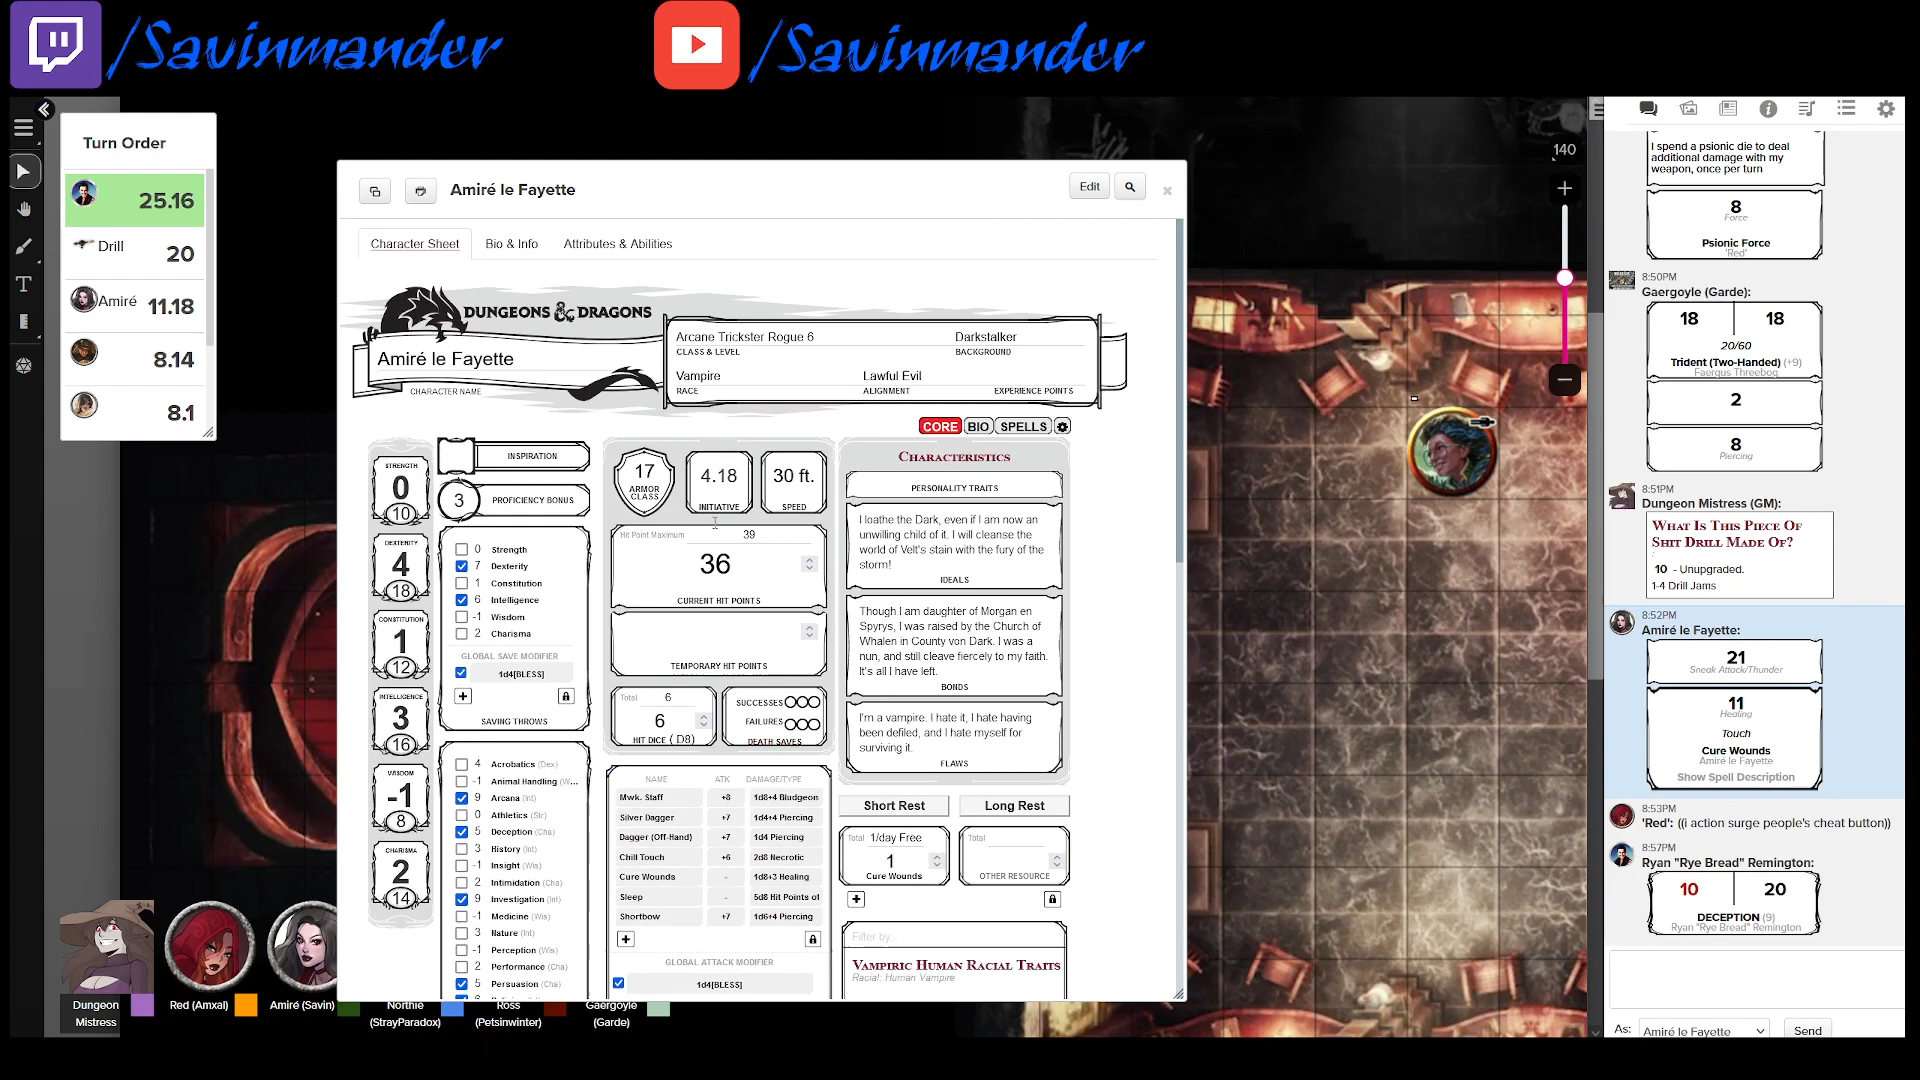 /Savinmander
/Savinmander
Turn Order
25.16
Drill
20
Amiré
11.18
8.14
8.1
Amiré le Fayette
Edit
Character Sheet
Bio & Info
Attributes & Abilities
DUNGEONS & DRAGONS
Amiré le Fayette
CHARACTER NAME
Arcane Trickster Rogue 6
Darkstalker
CLASS & LEVEL
BACKGROUND
Vampire
Lawful Evil
RACE
ALIGNMENT
EXPERIENCE POINTS
CORE
BIO
SPELLS
STRENGTH
0
10
DEXTERITY
4
18
CONSTITUTION
1
12
INTELLIGENCE
3
16
WISDOM
-1
8
CHARISMA
2
14
INSPIRATION
3
PROFICIENCY BONUS
0 Strength
7 Dexterity
1 Constitution
6 Intelligence
-1 Wisdom
2 Charisma
GLOBAL SAVE MODIFIER
1d4[BLESS]
SAVING THROWS
4 Acrobatics (Dex)
-1 Animal Handling (W...
9 Arcana (Int)
0 Athletics (Str)
5 Deception (Cha)
3 History (Int)
-1 Insight (Wis)
2 Intimidation (Cha)
9 Investigation (Int)
-1 Medicine (Wis)
3 Nature (Int)
-1 Perception (Wis)
2 Performance (Cha)
5 Persuasion (Cha)
17
ARMOR
CLASS
4.18
INITIATIVE
30 ft.
SPEED
Hit Point Maximum
39
36
CURRENT HIT POINTS
TEMPORARY HIT POINTS
Total
6
6
HIT DICE ( D8)
SUCCESSES
FAILURES
DEATH SAVES
NAME
ATK
DAMAGE/TYPE
Mwk. Staff
+8
1d8+4 Bludgeon
Silver Dagger
+7
1d4+4 Piercing
Dagger (Off-Hand)
+7
1d4 Piercing
Chill Touch
+6
2d8 Necrotic
Cure Wounds
-
1d8+3 Healing
Sleep
-
5d8 Hit Points of
Shortbow
+7
1d6+4 Piercing
GLOBAL ATTACK MODIFIER
1d4[BLESS]
CHARACTERISTICS
PERSONALITY TRAITS
I loathe the Dark, even if I am now an
unwilling child of it. I will cleanse the
world of Velt's stain with the fury of the
storm!
IDEALS
Though I am daughter of Morgan en
Spyrys, I was raised by the Church of
Whalen in County von Dark. I was a
nun, and still cleave fiercely to my faith.
It's all I have left.
BONDS
I'm a vampire. I hate it, I hate having
been defiled, and I hate myself for
surviving it.
FLAWS
Short Rest
Long Rest
Total
1/day Free
1
Cure Wounds
Total
OTHER RESOURCE
Filter by...
VAMPIRIC HUMAN RACIAL TRAITS
Racial: Human Vampire
140
I spend a psionic die to deal
additional damage with my
weapon, once per turn
8
Force
Psionic Force
'Red'
8:50PM
Gaergoyle (Garde):
18
18
20/60
Trident (Two-Handed) (+9)
Faergus Threebog
2
8
Piercing
8:51PM
Dungeon Mistress (GM):
WHAT IS THIS PIECE OF
SHIT DRILL MADE OF?
10 - Unupgraded.
1-4 Drill Jams
8:52PM
Amiré le Fayette:
21
Sneak Attack/Thunder
11
Healing
Touch
Cure Wounds
Amiré le Fayette
Show Spell Description
8:53PM
'Red': ((i action surge people's cheat button))
8:57PM
Ryan "Rye Bread" Remington:
10
20
DECEPTION (9)
Ryan "Rye Bread" Remington
As:
Amiré le Fayette
Send
Dungeon
Mistress
Red (Amxal)
Amiré (Savin)
Northie
(StrayParadox)
Ross
(Petsinwinter)
Gaergoyle
(Garde)